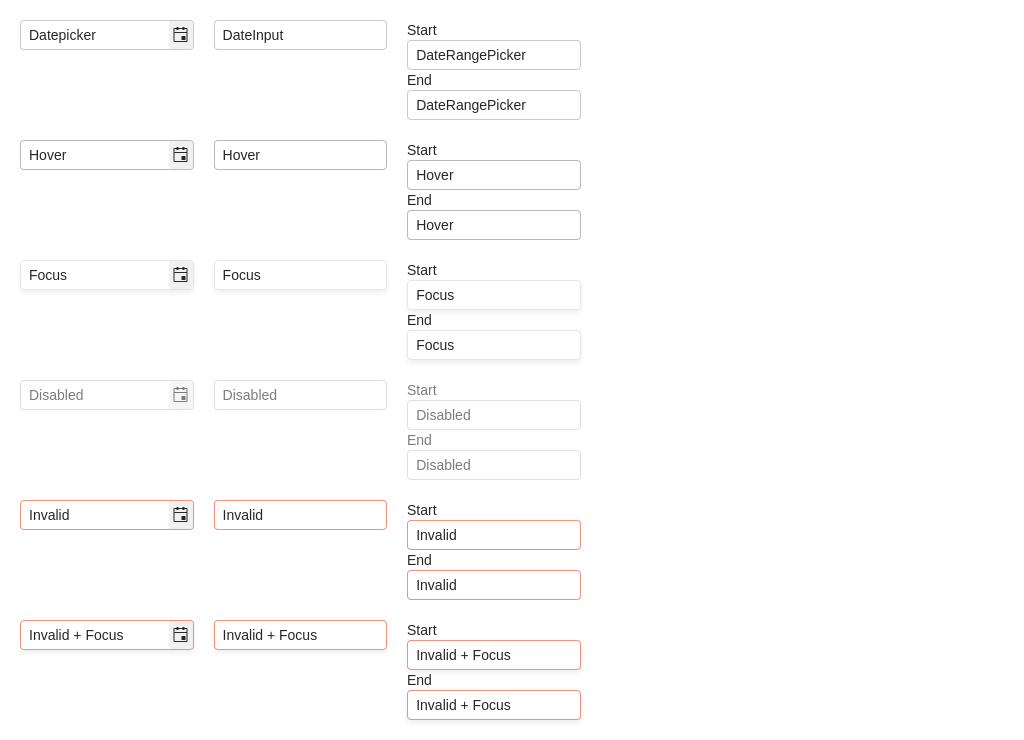 Datepicker
DateInput
Start
DateRangePicker
End
DateRangePicker
Hover
Hover
Start
Hover
End
Hover
Focus
Focus
Start
Focus
End
Focus
Disabled
Disabled
Start
Disabled
End
Disabled
Invalid
Invalid
Start
Invalid
End
Invalid
Invalid + Focus
Invalid + Focus
Start
Invalid + Focus
End
Invalid + Focus